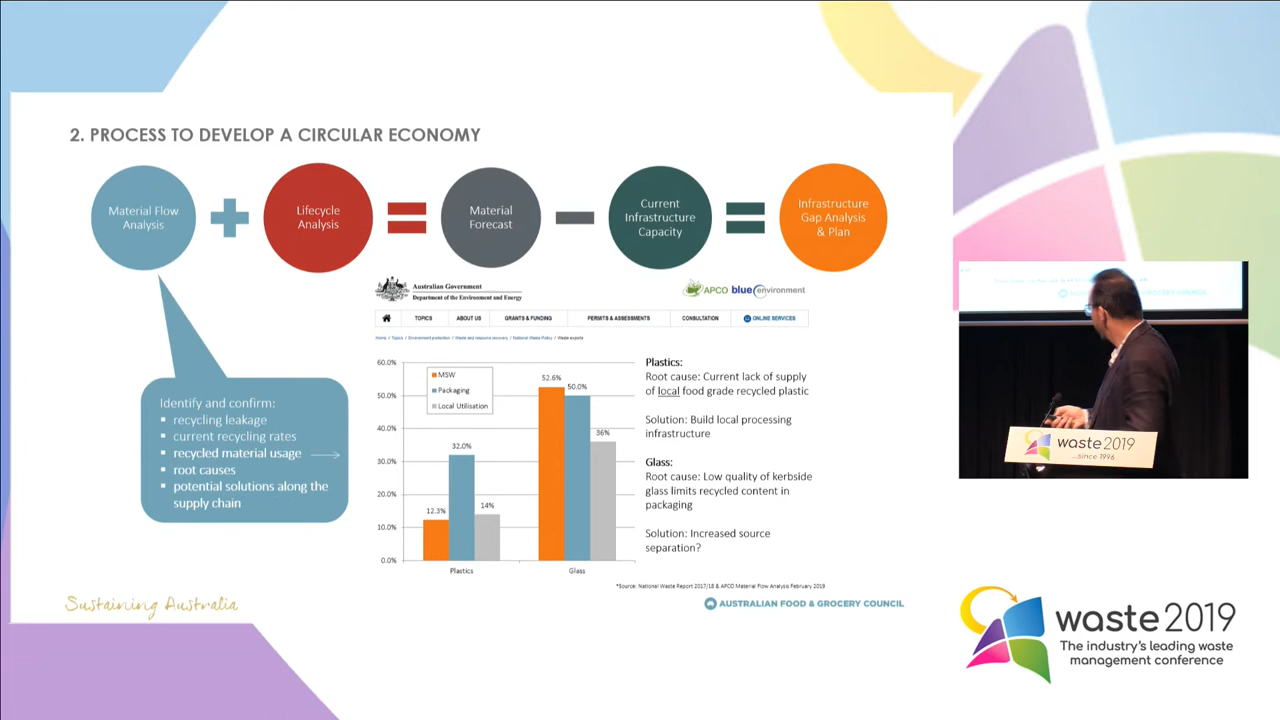 2. PROCESS TO DEVELOP A CIRCULAR ECONOMY
Material Flow
Analysis
Lifecycle
Analysis
Material
Forecast
Current
Infrastructure
Capacity
Infrastructure
Gap Analysis
& Plan
Australian Government
Department of the Environment and Energy
APCO blue environment
TOPICS
ABOUT US
GRANTS & FUNDING
PERMITS & ASSESSMENTS
CONSULTATION
ONLINE SERVICES
Home / Topics / Environment protection / Waste and resource recovery / National Waste Policy / Waste exports
Identify and confirm:
▪ recycling leakage
▪ current recycling rates
▪ recycled material usage
▪ root causes
▪ potential solutions along the
supply chain
60.0%
50.0%
40.0%
30.0%
20.0%
10.0%
0.0%
MSW
Packaging
Local Utilisation
12.3%
32.0%
14%
52.6%
50.0%
36%
Plastics
Glass
Plastics:
Root cause: Current lack of supply
of local food grade recycled plastic
Solution: Build local processing
infrastructure
Glass:
Root cause: Low quality of kerbside
glass limits recycled content in
packaging
Solution: Increased source
separation?
*Source: National Waste Report 2017/18 & APCO Material Flow Analysis February 2019
Sustaining Australia
AUSTRALIAN FOOD & GROCERY COUNCIL
waste 2019
...since 1996
waste 2019
The industry's leading waste
management conference